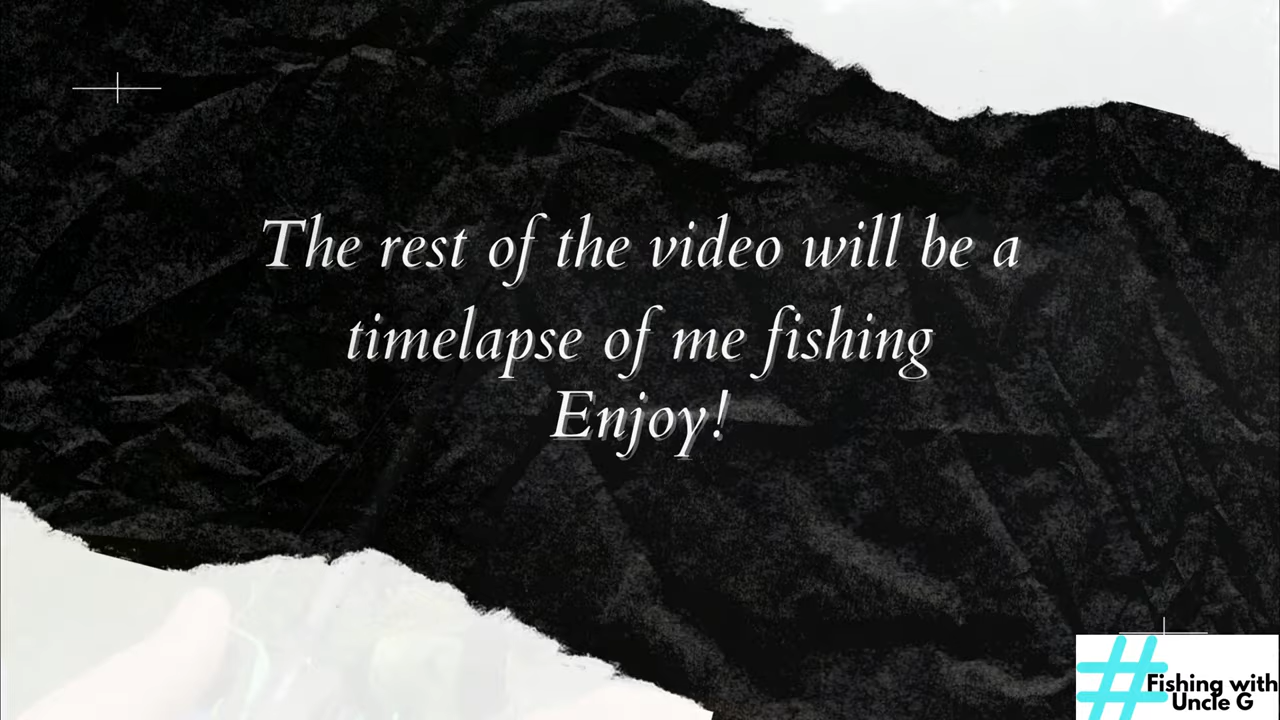 The rest of the video will be a
timelapse of me fishing
Enjoy!
#Fishing with
Uncle G